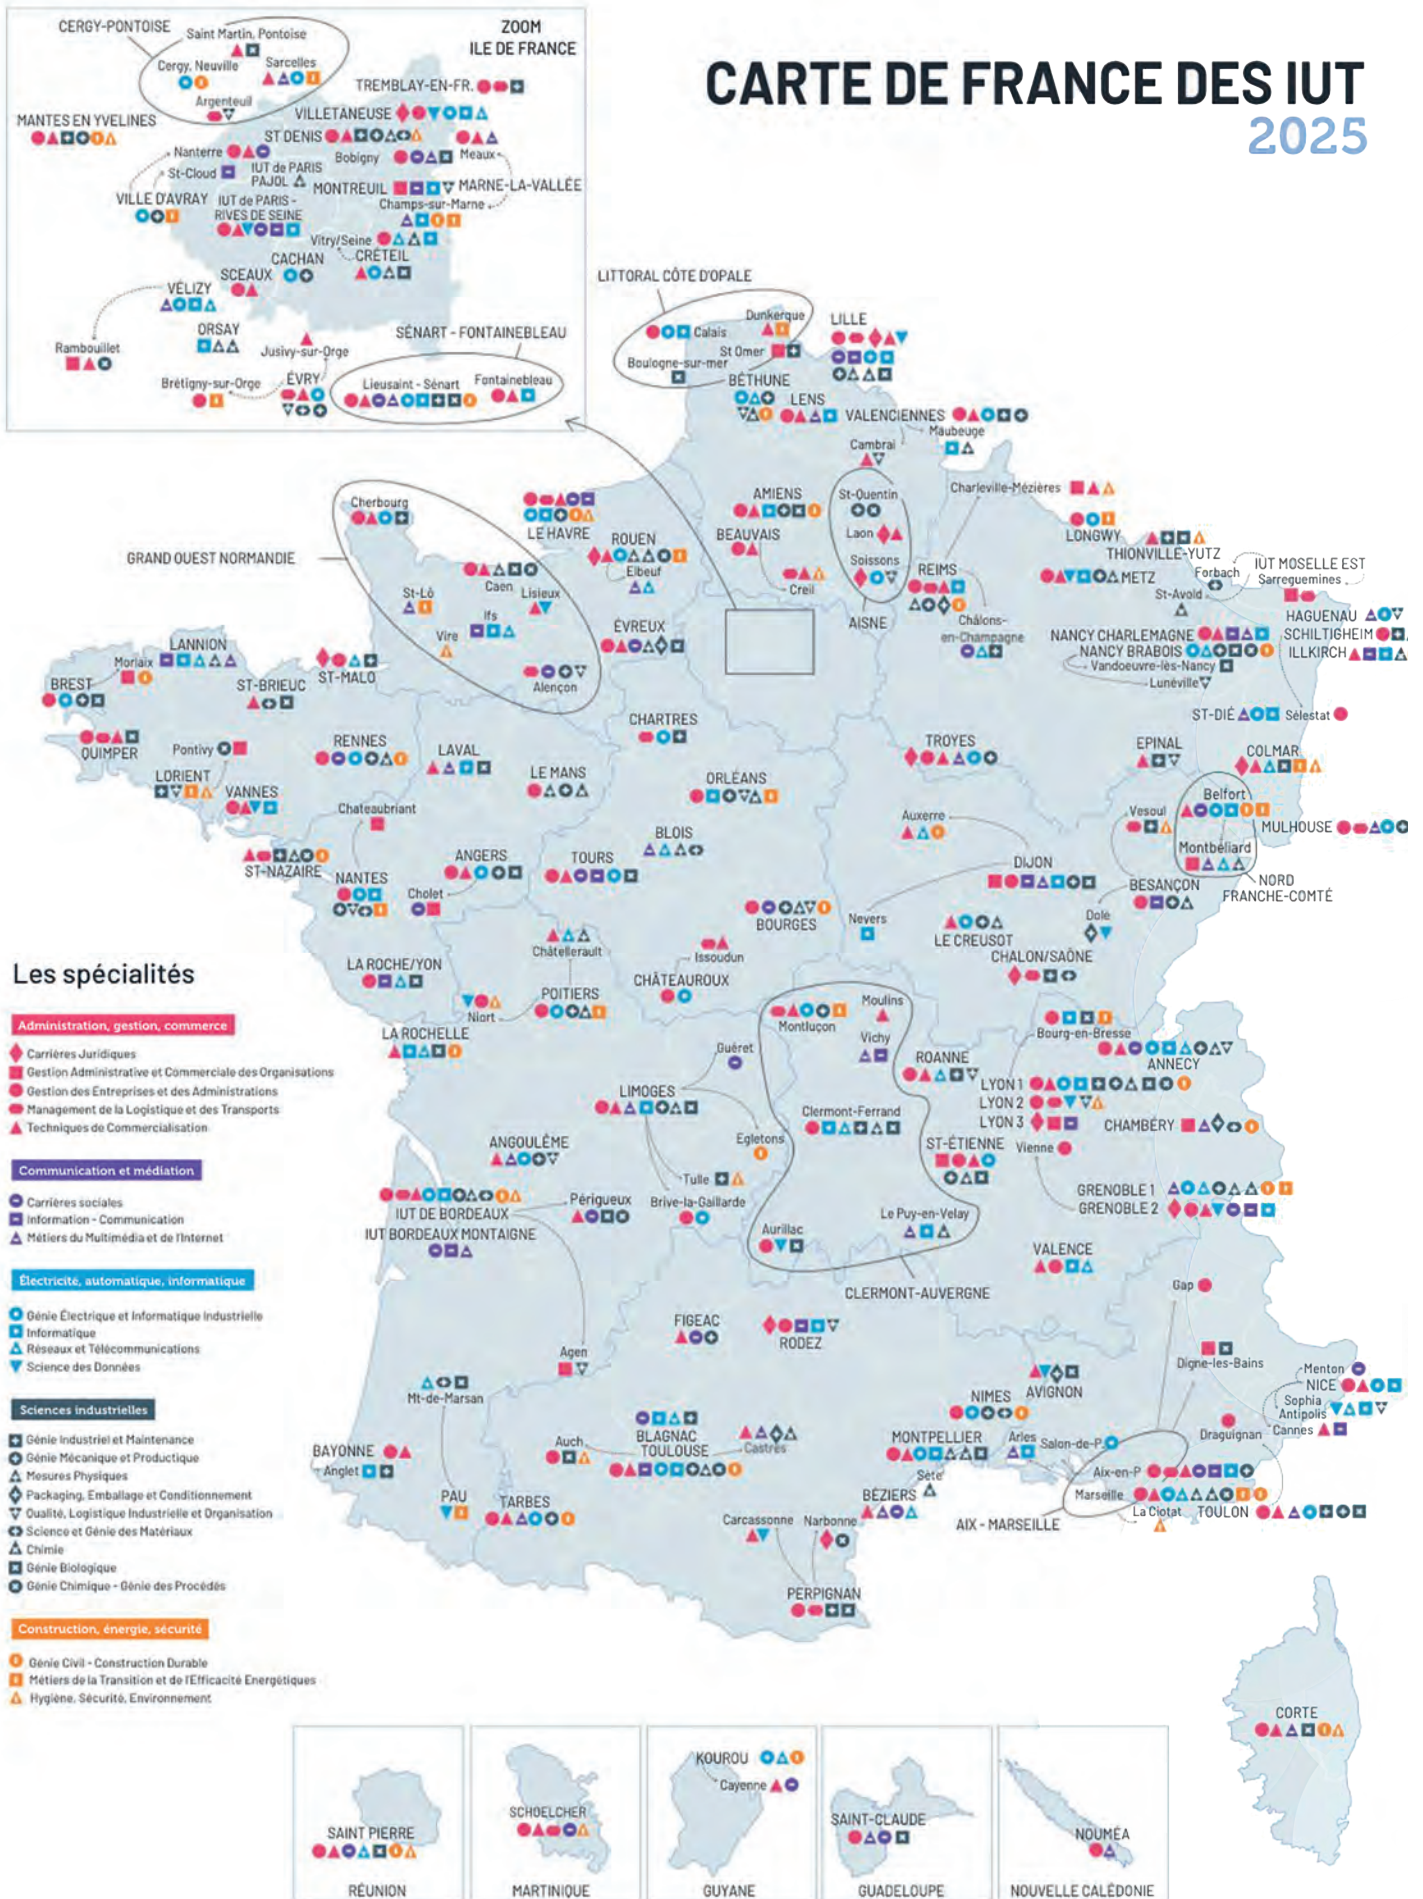 CARTE DE FRANCE DES IUT
2025
ZOOM
ILE DE FRANCE
CERGY-PONTOISE
Saint Martin, Pontoise
Cergy, Neuville
Sarcelles
Argenteuil
TREMBLAY-EN-FR.
MANTES EN YVELINES
VILLETANEUSE
ST DENIS
Nanterre
Bobigny
Meaux
St-Cloud
IUT de PARIS
PAJOL
MONTREUIL
MARNE-LA-VALLÉE
VILLE D'AVRAY
IUT de PARIS -
RIVES DE SEINE
Champs-sur-Marne
Vitry/Seine
CACHAN
CRÉTEIL
SCEAUX
VÉLIZY
ORSAY
Rambouillet
Jusivy-sur-Orge
SÉNART - FONTAINEBLEAU
Brétigny-sur-Orge
ÉVRY
Lieusaint - Sénart
Fontainebleau
LITTORAL CÔTE D'OPALE
Dunkerque
Calais
LILLE
St Omer
Boulogne-sur-mer
BÉTHUNE
LENS
VALENCIENNES
Maubeuge
Cambrai
Cherbourg
LE HAVRE
ROUEN
Elbeuf
AMIENS
BEAUVAIS
Creil
St-Quentin
Laon
Soissons
AISNE
Charleville-Mézières
LONGWY
THIONVILLE-YUTZ
REIMS
Châlons-
en-Champagne
METZ
Forbach
IUT MOSELLE EST
Sarreguemines
St-Avold
HAGUENAU
SCHILTIGHEIM
ILLKIRCH
NANCY CHARLEMAGNE
NANCY BRABOIS
Vandoeuvre-lès-Nancy
Lunéville
GRAND OUEST NORMANDIE
Caen
Lisieux
St-Lô
Ifs
Vire
Alençon
ÉVREUX
LANNION
Morlaix
BREST
ST-BRIEUC
ST-MALO
QUIMPER
Pontivy
LORIENT
VANNES
RENNES
LAVAL
LE MANS
CHARTRES
ORLÉANS
TROYES
ST-DIÉ
Sélestat
EPINAL
COLMAR
Belfort
MULHOUSE
Montbéliard
NORD
FRANCHE-COMTÉ
Vesoul
BESANÇON
Dole
Chateaubriant
ST-NAZAIRE
NANTES
ANGERS
Cholet
TOURS
BLOIS
Auxerre
DIJON
Nevers
BOURGES
LE CREUSOT
CHALON/SAÔNE
LA ROCHE/YON
Châtellerault
Issoudun
CHÂTEAUROUX
Niort
POITIERS
LA ROCHELLE
Montluçon
Moulins
Vichy
Bourg-en-Bresse
ANNECY
Guéret
LIMOGES
ROANNE
LYON 1
LYON 2
LYON 3
CHAMBÉRY
Clermont-Ferrand
ANGOULÊME
Egletons
ST-ÉTIENNE
Vienne
Tulle
GRENOBLE 1
GRENOBLE 2
IUT DE BORDEAUX
Périgueux
Brive-la-Gaillarde
IUT BORDEAUX MONTAIGNE
Aurillac
Le Puy-en-Velay
VALENCE
CLERMONT-AUVERGNE
Gap
FIGEAC
RODEZ
Agen
Digne-les-Bains
Mt-de-Marsan
AVIGNON
NIMES
Menton
NICE
Sophia
Antipolis
Cannes
Draguignan
BAYONNE
Anglet
Auch
BLAGNAC
TOULOUSE
Castres
MONTPELLIER
Arles
Salon-de-P.
Sète
BÉZIERS
Aix-en-P
Marseille
La Ciotat
TOULON
AIX - MARSEILLE
PAU
TARBES
Carcassonne
Narbonne
PERPIGNAN
CORTE
Les spécialités
Administration, gestion, commerce
Carrières Juridiques
Gestion Administrative et Commerciale des Organisations
Gestion des Entreprises et des Administrations
Management de la Logistique et des Transports
Techniques de Commercialisation
Communication et médiation
Carrières sociales
Information - Communication
Métiers du Multimédia et de l'Internet
Électricité, automatique, informatique
Génie Électrique et Informatique Industrielle
Informatique
Réseaux et Télécommunications
Science des Données
Sciences industrielles
Génie Industriel et Maintenance
Génie Mécanique et Productique
Mesures Physiques
Packaging, Emballage et Conditionnement
Qualité, Logistique Industrielle et Organisation
Science et Génie des Matériaux
Chimie
Génie Biologique
Génie Chimique - Génie des Procédés
Construction, énergie, sécurité
Génie Civil - Construction Durable
Métiers de la Transition et de l'Efficacité Energétiques
Hygiène, Sécurité, Environnement
SAINT PIERRE
RÉUNION
SCHOELCHER
MARTINIQUE
KOUROU
Cayenne
GUYANE
SAINT-CLAUDE
GUADELOUPE
NOUMÉA
NOUVELLE CALÉDONIE